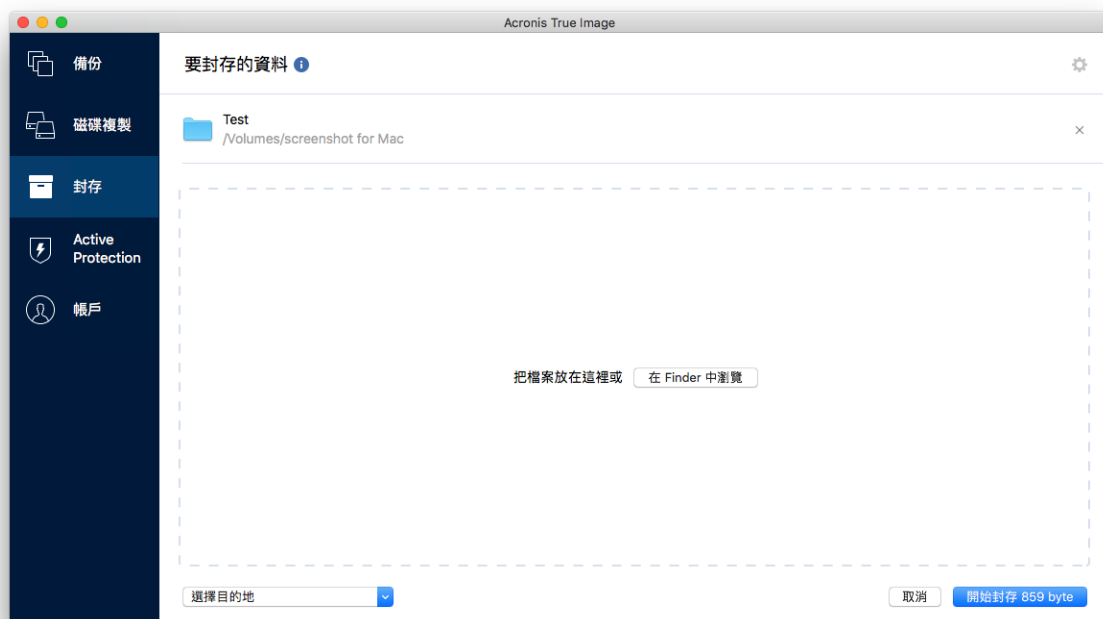 Acronis True Image
備份
磁碟複製
封存
Active
Protection
帳戶
要封存的資料
Test
/Volumes/screenshot for Mac
把檔案放在這裡或 在 Finder 中瀏覽
選擇目的地
取消 開始封存 859 byte